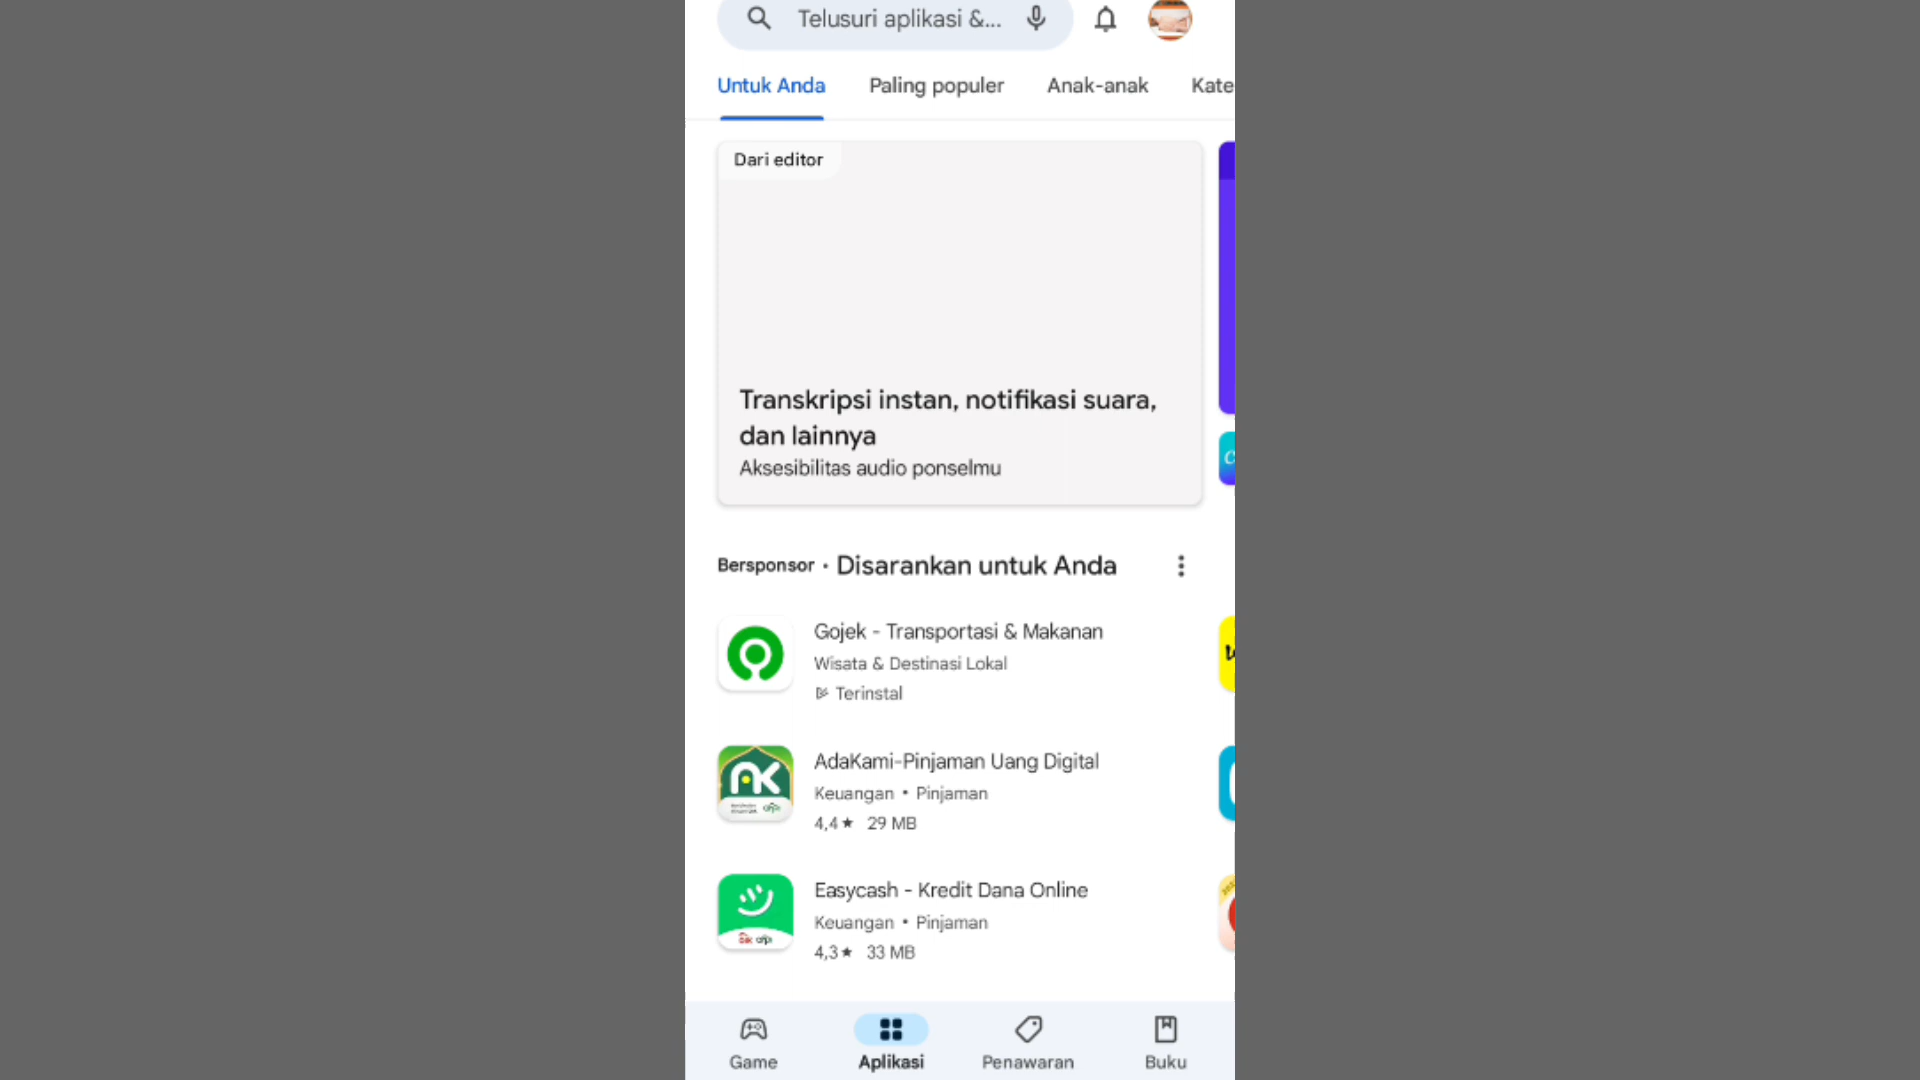 Telusuri aplikasi &...
Untuk Anda Paling populer Anak-anak Kate
Dari editor
Transkripsi instan, notifikasi suara,
dan lainnya
Aksesibilitas audio ponselmu
Bersponsor • Disarankan untuk Anda
Gojek - Transportasi & Makanan
Wisata & Destinasi Lokal
Terinstal
AK
AdaKami-Pinjaman Uang Digital
Keuangan • Pinjaman
4,4★ 29 MB
Easycash - Kredit Dana Online
Keuangan • Pinjaman
4,3★ 33 MB
Game Aplikasi Penawaran Buku